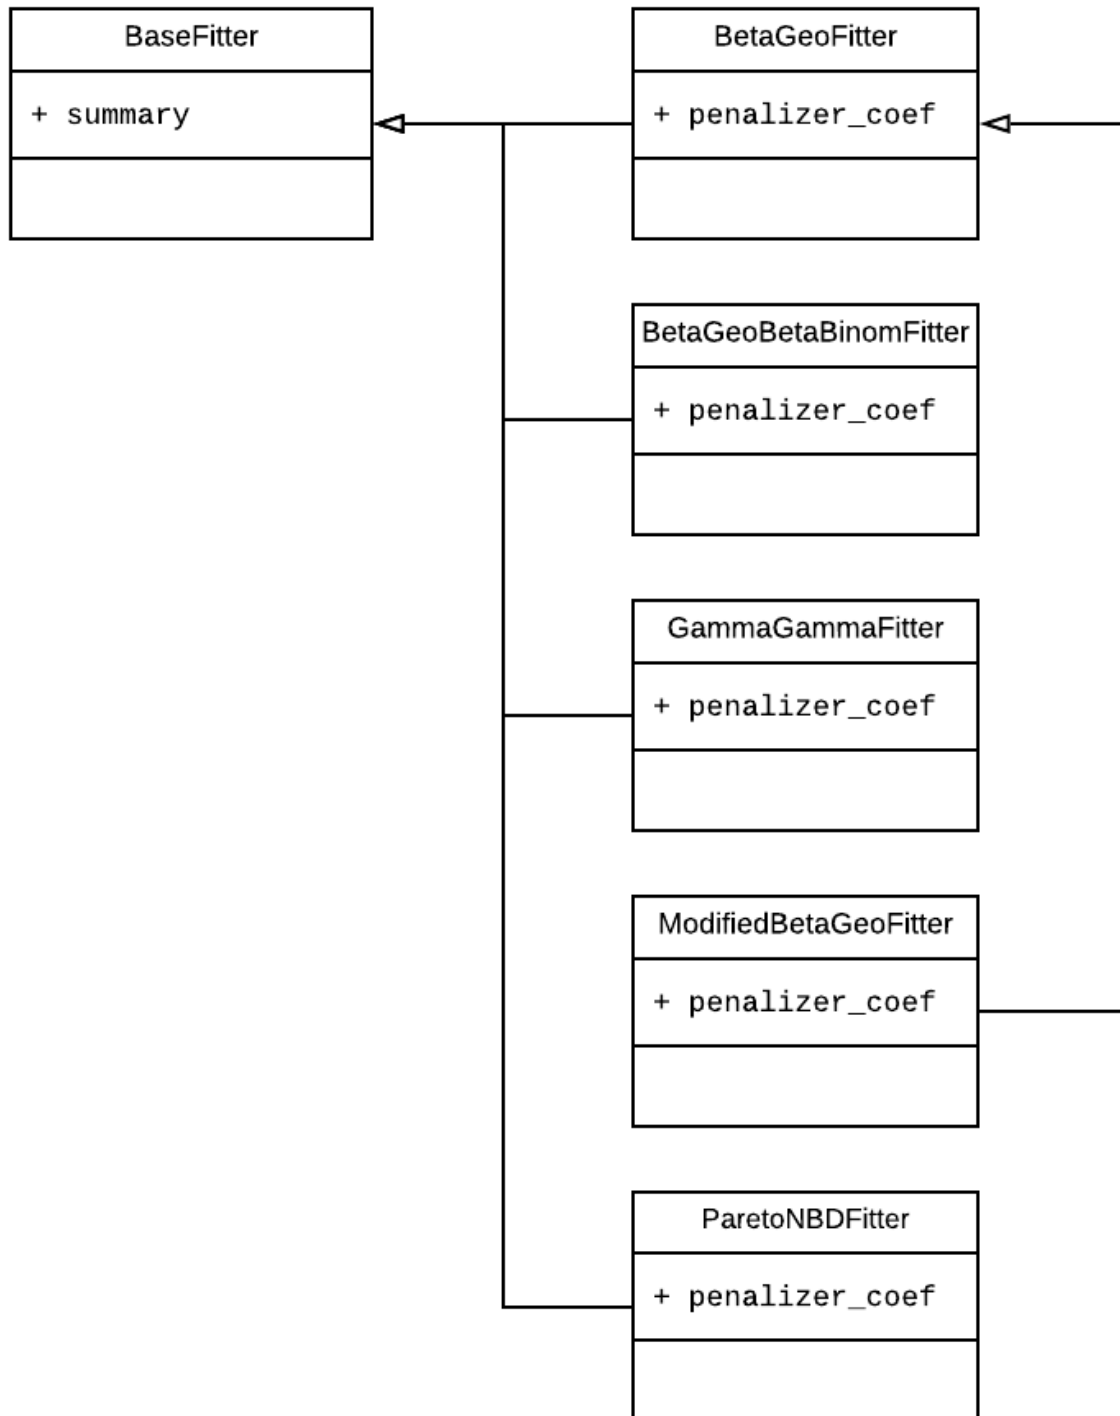 BaseFitter
+ summary
BetaGeoFitter
+ penalizer_coef
BetaGeoBetaBinomFitter
+ penalizer_coef
GammaGammaFitter
+ penalizer_coef
ModifiedBetaGeoFitter
+ penalizer_coef
ParetoNBDFitter
+ penalizer_coef